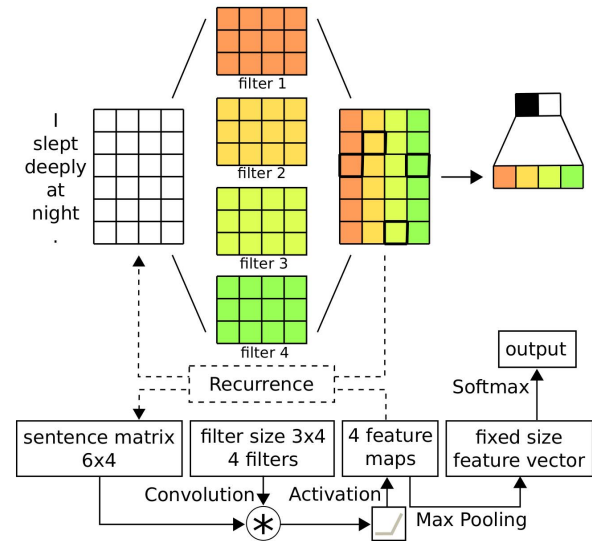 filter 1
I
slept
deeply
at
night
.
filter 2
filter 3
filter 4
output
Recurrence
Softmax
sentence matrix
6x4
filter size 3x4
4 filters
4 feature
maps
fixed size
feature vector
Convolution
Activation
*
Max Pooling